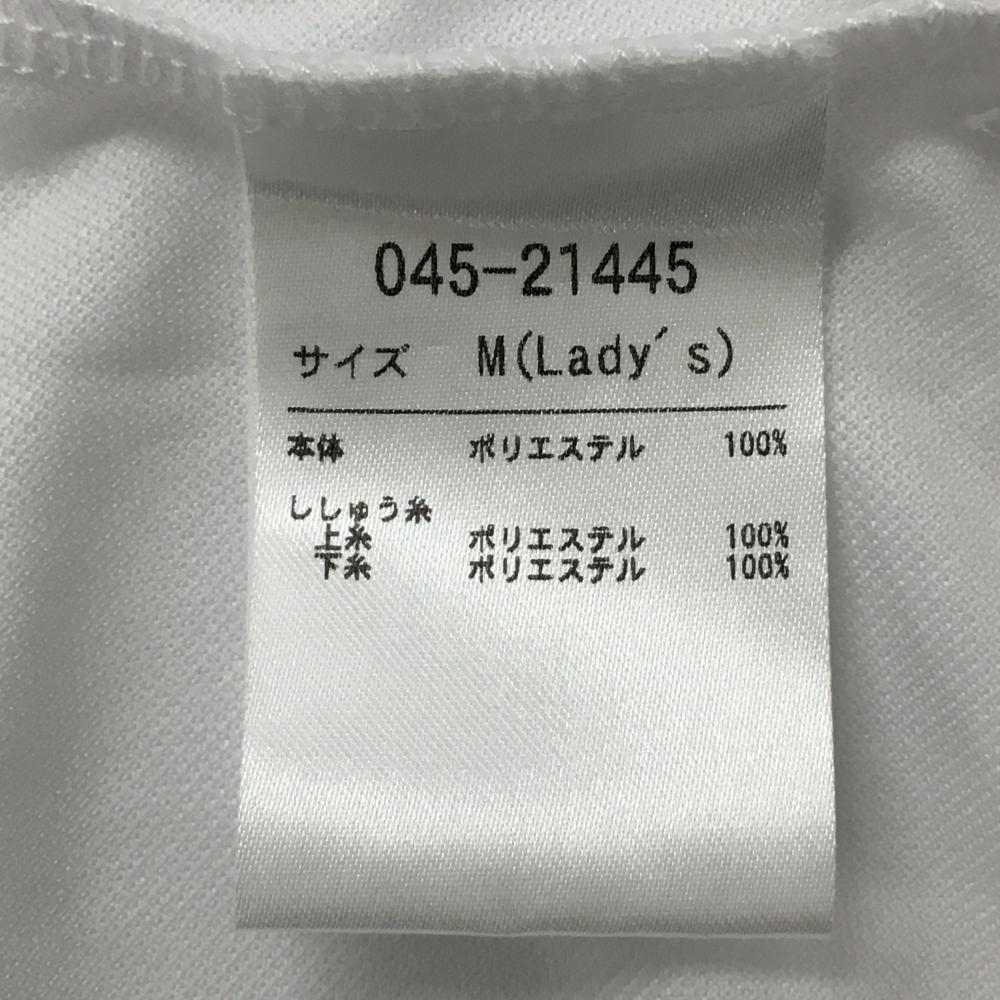 045-21445
サイズ M(Lady's)
本体 ポリエステル 100%
ししゅう糸
上糸 ポリエステル 100%
下糸 ポリエステル 100%